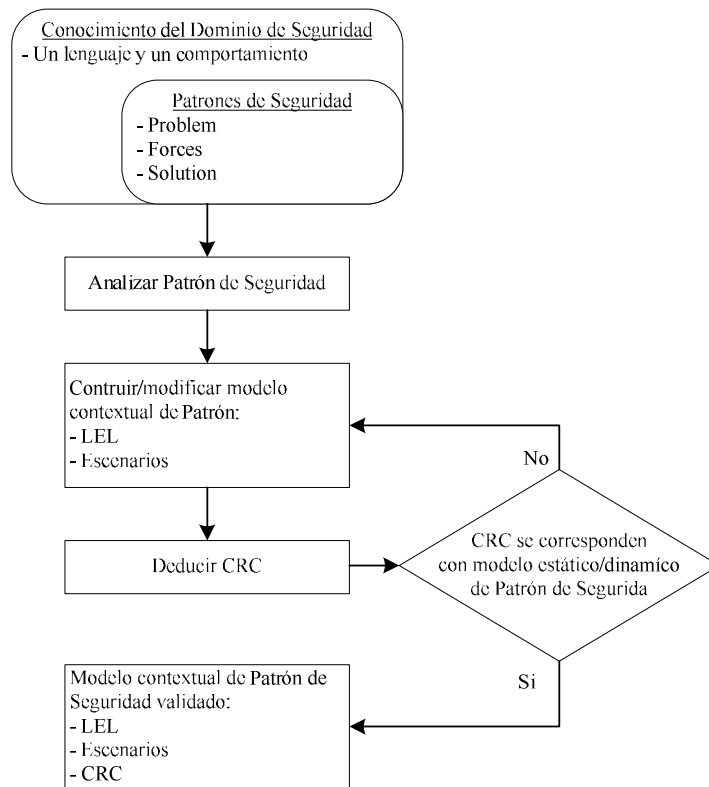 Conocimiento del Dominio de Seguridad
- Un lenguaje y un comportamiento
Patrones de Seguridad
- Problem
- Forces
- Solution
Analizar Patrón de Seguridad
Contruir/modificar modelo
contextual de Patrón:
- LEL
- Escenarios
No
Deducir CRC
CRC se corresponden
con modelo estático/dinamíco
de Patrón de Segurida
Si
Modelo contextual de Patrón de
Seguridad validado:
- LEL
- Escenarios
- CRC